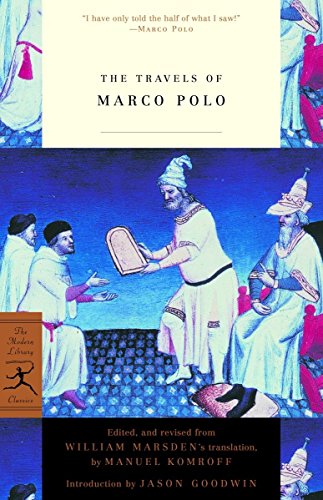 "I have only told the half of what I saw!"
—MARCO POLO
THE TRAVELS OF
MARCO POLO
The
Modern
Library
Classics
Edited, and revised from
WILLIAM MARSDEN's translation,
by MANUEL KOMROFF
Introduction by JASON GOODWIN